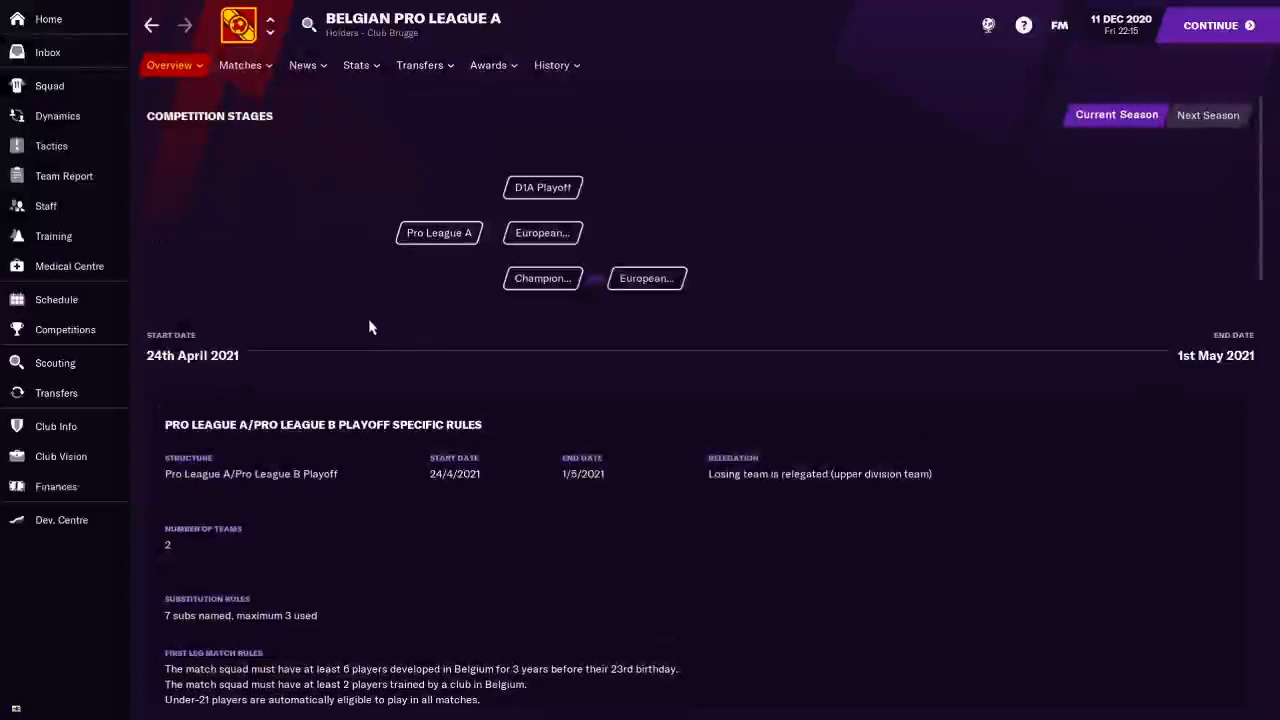 Home
Inbox
Squad
Dynamics
Tactics
Team Report
Staff
Training
Medical Centre
Schedule
Competitions
Scouting
Transfers
Club Info
Club Vision
Finances
Dev. Centre
BELGIAN PRO LEAGUE A
Holders - Club Brugge
? FM 11 DEC 2020
Fri 22:15
CONTINUE
Overview Matches News Stats Transfers Awards History
COMPETITION STAGES
Current Season Next Season
D1A Playoff
Pro League A European...
Champion... European...
START DATE END DATE
24th April 2021 1st May 2021
PRO LEAGUE A/PRO LEAGUE B PLAYOFF SPECIFIC RULES
STRUCTURE START DATE END DATE RELEGATION
Pro League A/Pro League B Playoff 24/4/2021 1/5/2021 Losing team is relegated (upper division team)
NUMBER OF TEAMS
2
SUBSTITUTION RULES
7 subs named, maximum 3 used
FIRST LEG MATCH RULES
The match squad must have at least 6 players developed in Belgium for 3 years before their 23rd birthday.
The match squad must have at least 2 players trained by a club in Belgium.
Under-21 players are automatically eligible to play in all matches.